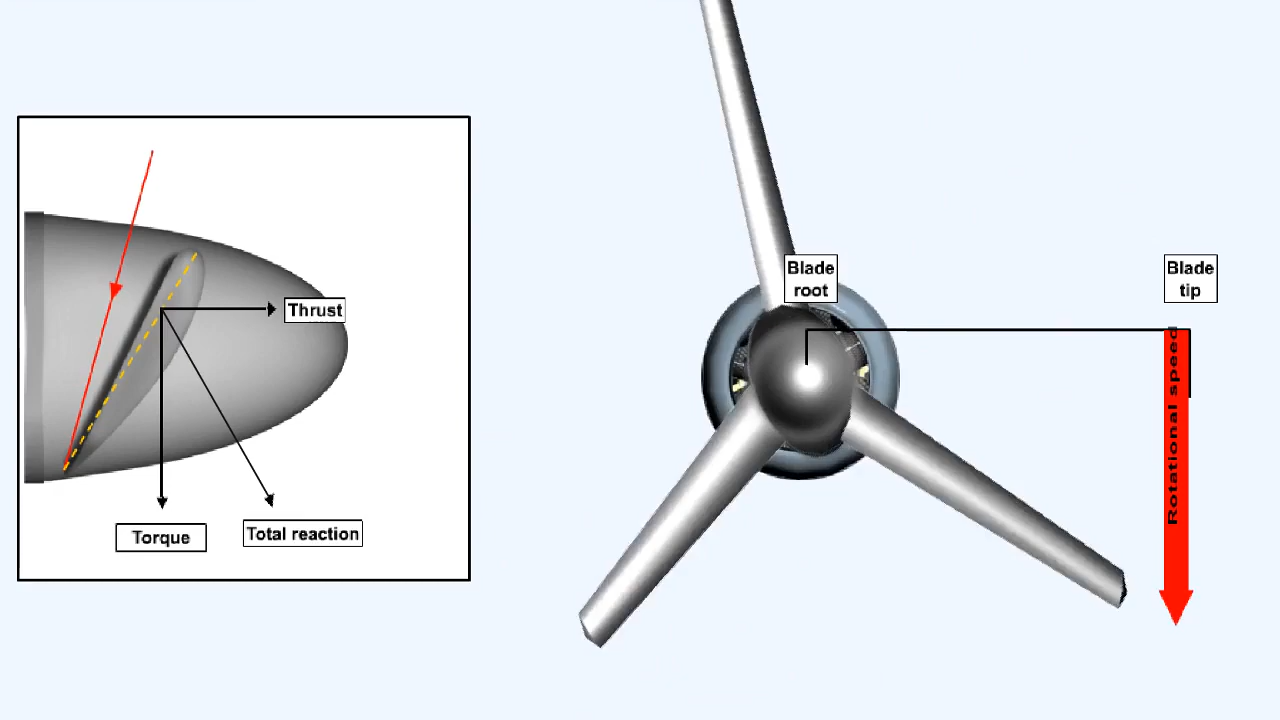 Thrust
Torque
Total reaction
Blade
root
Blade
tip
Rotational speed